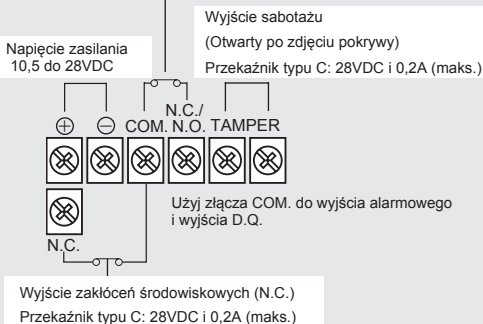 Wyjście sabotażu
(Otwarty po zdjęciu pokrywy)
Przekaźnik typu C: 28VDC i 0,2A (maks.)
Napięcie zasilania
10,5 do 28VDC
N.C./
COM. N.O. TAMPER
Użyj złącza COM. do wyjścia alarmowego
i wyjścia D.Q.
N.C.
Wyjście zakłóceń środowiskowych (N.C.)
Przekaźnik typu C: 28VDC i 0,2A (maks.)